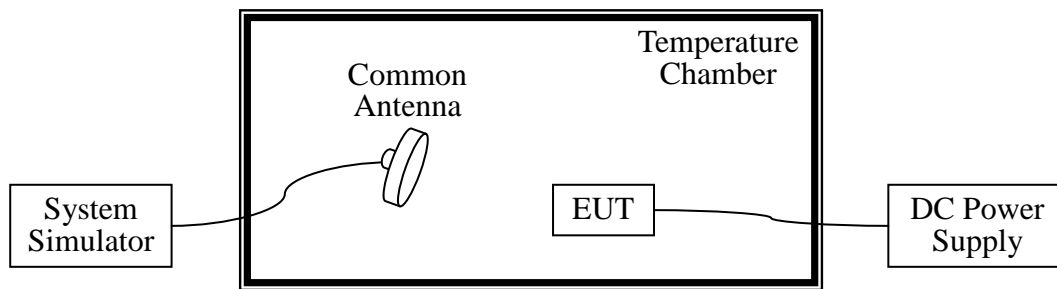 Temperature
Chamber
Common
Antenna
System
Simulator
EUT
DC Power
Supply